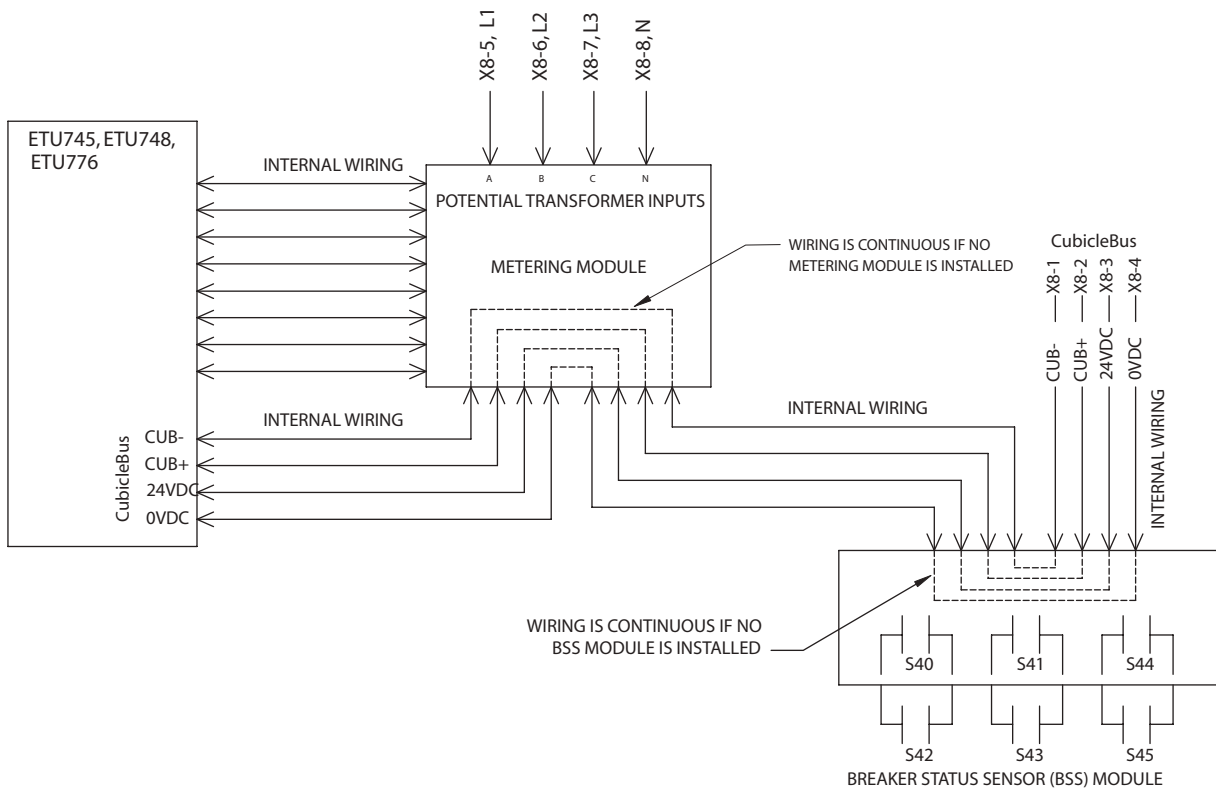 X8-5, L1
X8-6, L2
X8-7, L3
X8-8, N
ETU745, ETU748,
ETU776
INTERNAL WIRING
A
B
C
N
POTENTIAL TRANSFORMER INPUTS
METERING MODULE
WIRING IS CONTINUOUS IF NO
METERING MODULE IS INSTALLED
CubicleBus
X8-1
X8-2
X8-3
X8-4
CUB-
CUB+
24VDC
0VDC
INTERNAL WIRING
INTERNAL WIRING
INTERNAL WIRING
CubicleBus
CUB-
CUB+
24VDC
0VDC
WIRING IS CONTINUOUS IF NO
BSS MODULE IS INSTALLED
S40
S41
S44
S42
S43
S45
BREAKER STATUS SENSOR (BSS) MODULE